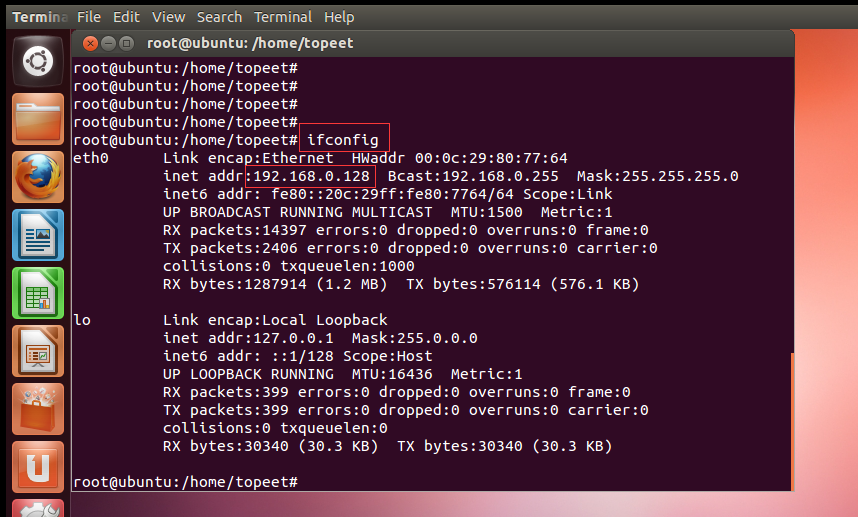 Terminal File Edit View Search Terminal Help
root@ubuntu: /home/topeet
root@ubuntu:/home/topeet#
root@ubuntu:/home/topeet#
root@ubuntu:/home/topeet#
root@ubuntu:/home/topeet#
root@ubuntu:/home/topeet# ifconfig
eth0 Link encap:Ethernet HWaddr 00:0c:29:80:77:64
inet addr:192.168.0.128 Bcast:192.168.0.255 Mask:255.255.255.0
inet6 addr: fe80::20c:29ff:fe80:7764/64 Scope:Link
UP BROADCAST RUNNING MULTICAST MTU:1500 Metric:1
RX packets:14397 errors:0 dropped:0 overruns:0 frame:0
TX packets:2406 errors:0 dropped:0 overruns:0 carrier:0
collisions:0 txqueuelen:1000
RX bytes:1287914 (1.2 MB) TX bytes:576114 (576.1 KB)
lo Link encap:Local Loopback
inet addr:127.0.0.1 Mask:255.0.0.0
inet6 addr: ::1/128 Scope:Host
UP LOOPBACK RUNNING MTU:16436 Metric:1
RX packets:399 errors:0 dropped:0 overruns:0 frame:0
TX packets:399 errors:0 dropped:0 overruns:0 carrier:0
collisions:0 txqueuelen:0
RX bytes:30340 (30.3 KB) TX bytes:30340 (30.3 KB)
root@ubuntu:/home/topeet#